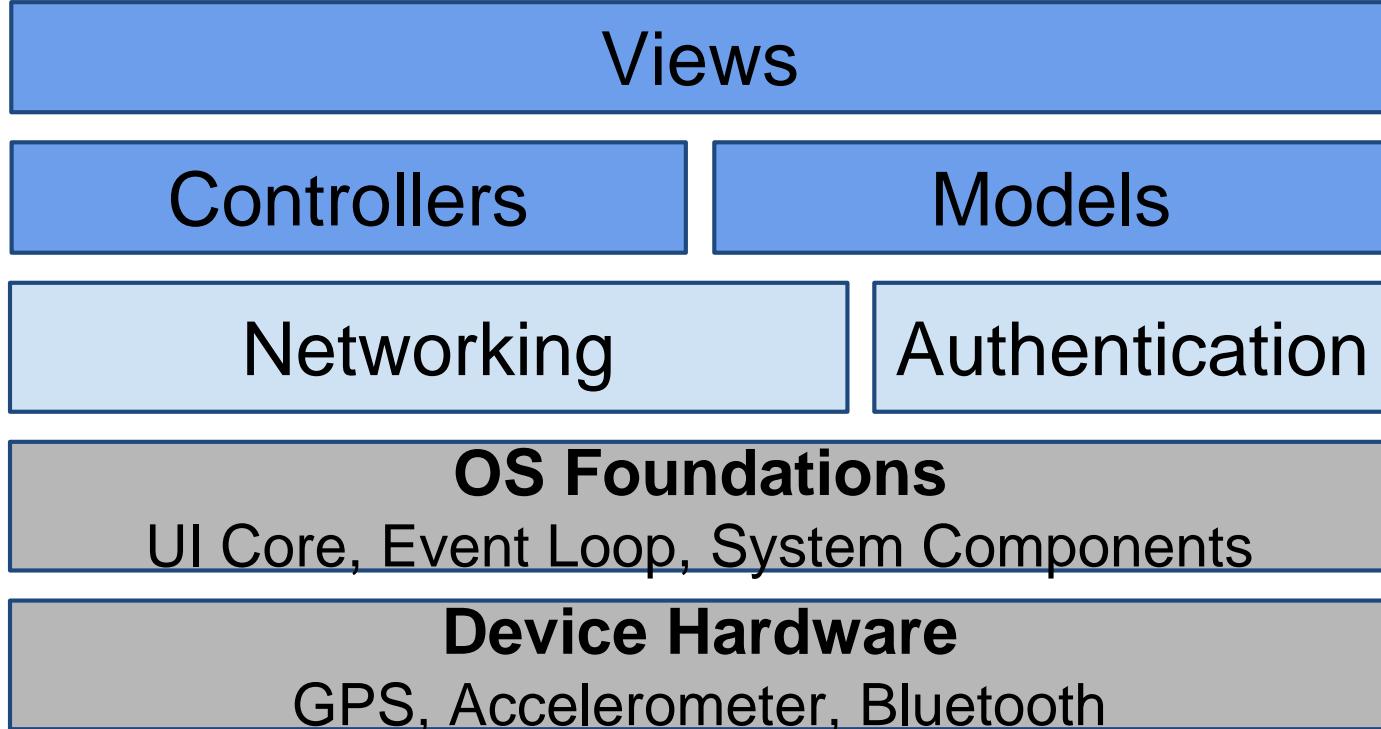 Views
Controllers
Models
Networking
Authentication
OS Foundations
UI Core, Event Loop, System Components
Device Hardware
GPS, Accelerometer, Bluetooth